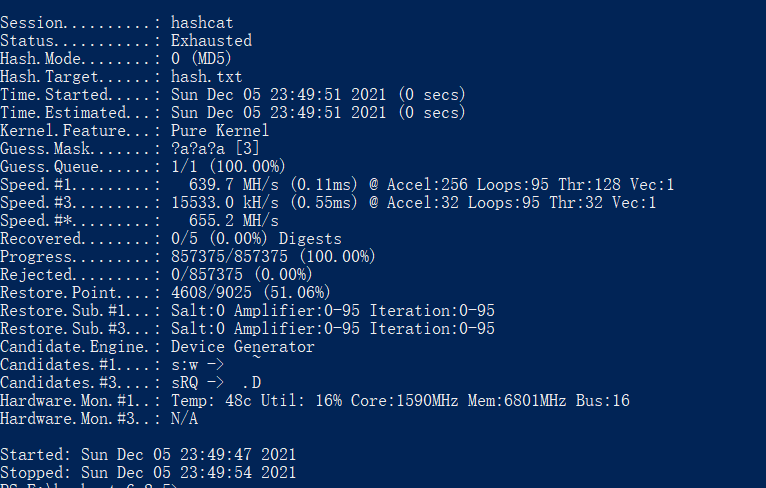 Session..........: hashcat
Status...........: Exhausted
Hash.Mode........: 0 (MD5)
Hash.Target......: hash.txt
Time.Started.....: Sun Dec 05 23:49:51 2021 (0 secs)
Time.Estimated...: Sun Dec 05 23:49:51 2021 (0 secs)
Kernel.Feature...: Pure Kernel
Guess.Mask.......: ?a?a?a [3]
Guess.Queue......: 1/1 (100.00%)
Speed.#1.........:   639.7 MH/s (0.11ms) @ Accel:256 Loops:95 Thr:128 Vec:1
Speed.#3.........: 15533.0 kH/s (0.55ms) @ Accel:32 Loops:95 Thr:32 Vec:1
Speed.#*.........:   655.2 MH/s
Recovered........: 0/5 (0.00%) Digests
Progress.........: 857375/857375 (100.00%)
Rejected.........: 0/857375 (0.00%)
Restore.Point....: 4608/9025 (51.06%)
Restore.Sub.#1...: Salt:0 Amplifier:0-95 Iteration:0-95
Restore.Sub.#3...: Salt:0 Amplifier:0-95 Iteration:0-95
Candidate.Engine.: Device Generator
Candidates.#1....: s:w ->   ~
Candidates.#3....: sRQ ->  .D
Hardware.Mon.#1..: Temp: 48c Util: 16% Core:1590MHz Mem:6801MHz Bus:16
Hardware.Mon.#3..: N/A
Started: Sun Dec 05 23:49:47 2021
Stopped: Sun Dec 05 23:49:54 2021